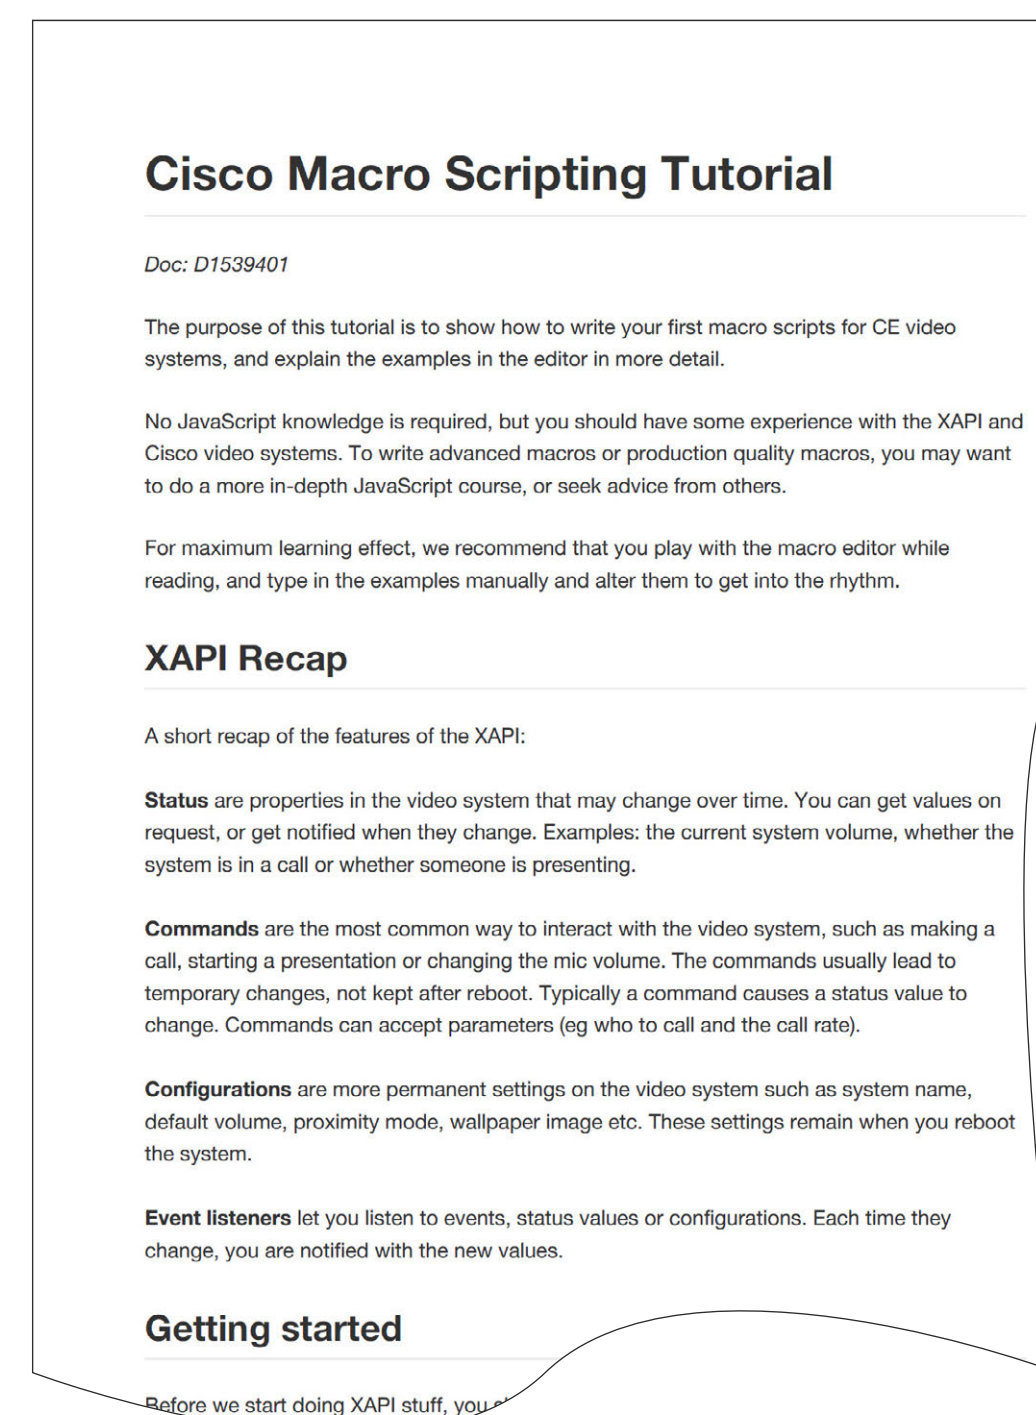 Cisco Macro Scripting Tutorial
Doc: D1539401
The purpose of this tutorial is to show how to write your first macro scripts for CE video
systems, and explain the examples in the editor in more detail.
No JavaScript knowledge is required, but you should have some experience with the XAPI and
Cisco video systems. To write advanced macros or production quality macros, you may want
to do a more in-depth JavaScript course, or seek advice from others.
For maximum learning effect, we recommend that you play with the macro editor while
reading, and type in the examples manually and alter them to get into the rhythm.
XAPI Recap
A short recap of the features of the XAPI:
Status are properties in the video system that may change over time. You can get values on
request, or get notified when they change. Examples: the current system volume, whether the
system is in a call or whether someone is presenting.
Commands are the most common way to interact with the video system, such as making a
call, starting a presentation or changing the mic volume. The commands usually lead to
temporary changes, not kept after reboot. Typically a command causes a status value to
change. Commands can accept parameters (eg who to call and the call rate).
Configurations are more permanent settings on the video system such as system name,
default volume, proximity mode, wallpaper image etc. These settings remain when you reboot
the system.
Event listeners let you listen to events, status values or configurations. Each time they
change, you are notified with the new values.
Getting started
Before we start doing XAPI stuff, you